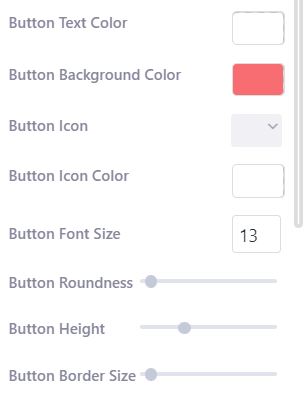 Button Text Color
Button Background Color
Button Icon
Button Icon Color
Button Font Size 13
Button Roundness
Button Height
Button Border Size